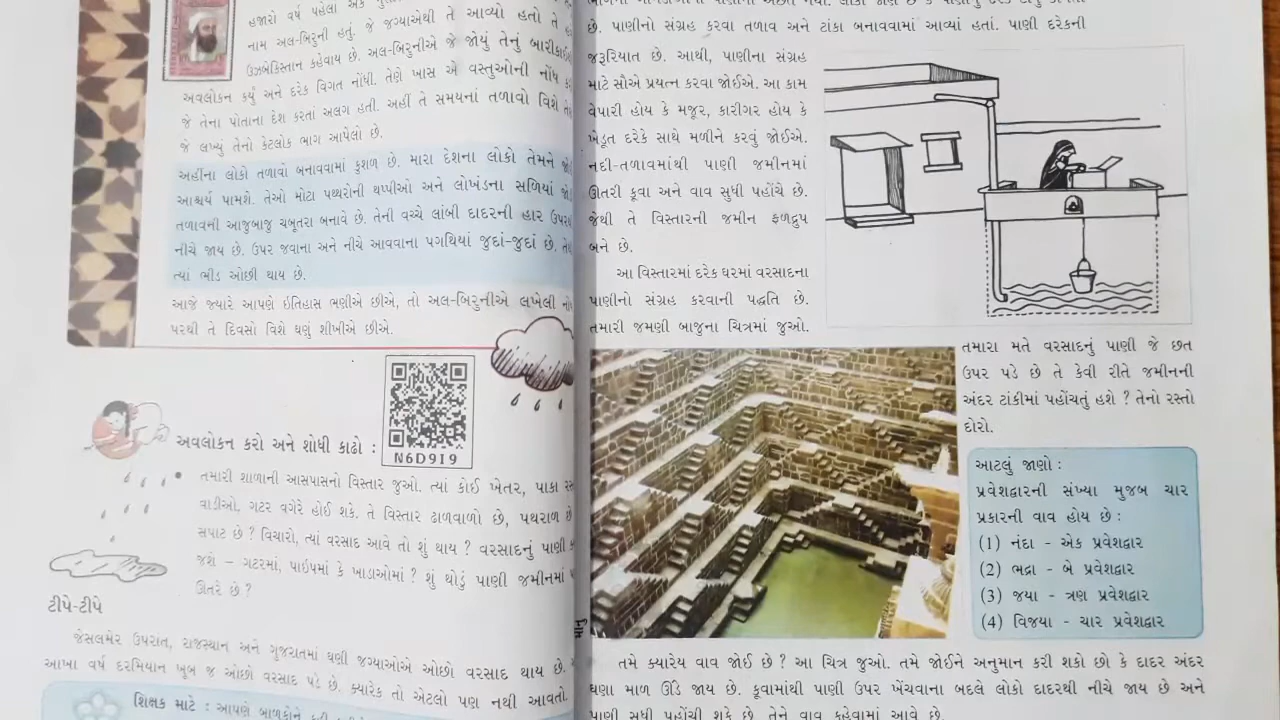 હજારો વર્ષ પહેલા એક
નામ અલ-બિરુની હતું. જે જગ્યાએથી તે આવ્યો હતો તે
ઉઝબેકિસ્તાન કહેવાય છે. અલ-બિરુનીએ જે જોયું તેનું
અવલોકન કર્યું અને દરેક વિગત નોંધી. તેણે ખાસ એ વસ્તુઓની નોંધ
જે તેના પોતાના દેશ કરતાં અલગ હતી. અહીં તે સમયનાં તળાવો વિશે
જે લખ્યું તેનો કેટલોક ભાગ આપેલો છે.
અહીંના લોકો તળાવો બનાવવામાં કુશળ છે. મારા દેશના લોકો તેમને
આશ્ચર્ય પામશે. તેઓ મોટા પથ્થરોની થપ્પીઓ અને લોખંડના સળિયાં
તળાવની આજુબાજુ ચબૂતરા બનાવે છે. તેની વચ્ચે લાંબી દાદરની હાર ઉપર
નીચે જાય છે. ઉપર જવાના અને નીચે આવવાના પગથિયાં જુદાં-જુદાં છે.
ત્યાં ભીડ ઓછી થાય છે.
આજે જ્યારે આપણે ઇતિહાસ ભણીએ છીએ, તો અલ-બિરુનીએ લખેલી
પરથી તે દિવસો વિશે ઘણું શીખીએ છીએ.
N6D9I9
અવલોકન કરો અને શોધી કાઢો :
• તમારી શાળાની આસપાસનો વિસ્તાર જુઓ. ત્યાં કોઈ ખેતર, પાકા
વાડીઓ, ગટર વગેરે હોઈ શકે. તે વિસ્તાર ઢાળવાળો છે, પથરાળ છે
સપાટ છે ? વિચારો, ત્યાં વરસાદ આવે તો શું થાય ? વરસાદનું પાણી
જશે – ગટરમાં, પાઈપમાં કે ખાડાઓમાં ? શું થોડું પાણી જમીનમાં
ઊતરે છે ?
ટીપે-ટીપે
જેસલમેર ઉપરાત, રાજસ્થાન અને ગુજરાતમાં ઘણી જગ્યાઓએ ઓછો વરસાદ થાય છે.
આખા વર્ષ દરમિયાન ખૂબ જ ઓછો વરસાદ પડે છે. ક્યારેક તો એટલો પણ નથી આવતો.
શિક્ષક માટે : આપણે બાળકોને
છે. પાણીનો સંગ્રહ કરવા તળાવ અને ટાંકા બનાવવામાં આવ્યાં હતાં. પાણી દરેકની
જરૂરિયાત છે. આથી, પાણીના સંગ્રહ
માટે સૌએ પ્રયત્ન કરવા જોઈએ. આ કામ
વેપારી હોય કે મજૂર, કારીગર હોય કે
ખેડૂત દરેકે સાથે મળીને કરવું જોઈએ.
નદી-તળાવમાંથી પાણી જમીનમાં
ઊતરી કૂવા અને વાવ સુધી પહોંચે છે.
જેથી તે વિસ્તારની જમીન ફળદ્રુપ
બને છે.
આ વિસ્તારમાં દરેક ઘરમાં વરસાદના
પાણીનો સંગ્રહ કરવાની પદ્ધતિ છે.
તમારી જમણી બાજુના ચિત્રમાં જુઓ.
તમારા મતે વરસાદનું પાણી જે છત
ઉપર પડે છે તે કેવી રીતે જમીનની
અંદર ટાંકીમાં પહોંચતું હશે ? તેનો રસ્તો
દોરો.
આટલું જાણો :
પ્રવેશદ્વારની સંખ્યા મુજબ ચાર
પ્રકારની વાવ હોય છે :
(1) નંદા – એક પ્રવેશદ્વાર
(2) ભદ્રા – બે પ્રવેશદ્વાર
(3) જયા – ત્રણ પ્રવેશદ્વાર
(4) વિજયા – ચાર પ્રવેશદ્વાર
તમે ક્યારેય વાવ જોઈ છે ? આ ચિત્ર જુઓ. તમે જોઈને અનુમાન કરી શકો છો કે દાદર અંદર
ઘણા માળ ઊંડે જાય છે. કૂવામાંથી પાણી ઉપર ખેંચવાના બદલે લોકો દાદરથી નીચે જાય છે અને
પાણી સુધી પહોંચી શકે છે. તેને વાવ કહેવામાં આવે છે.